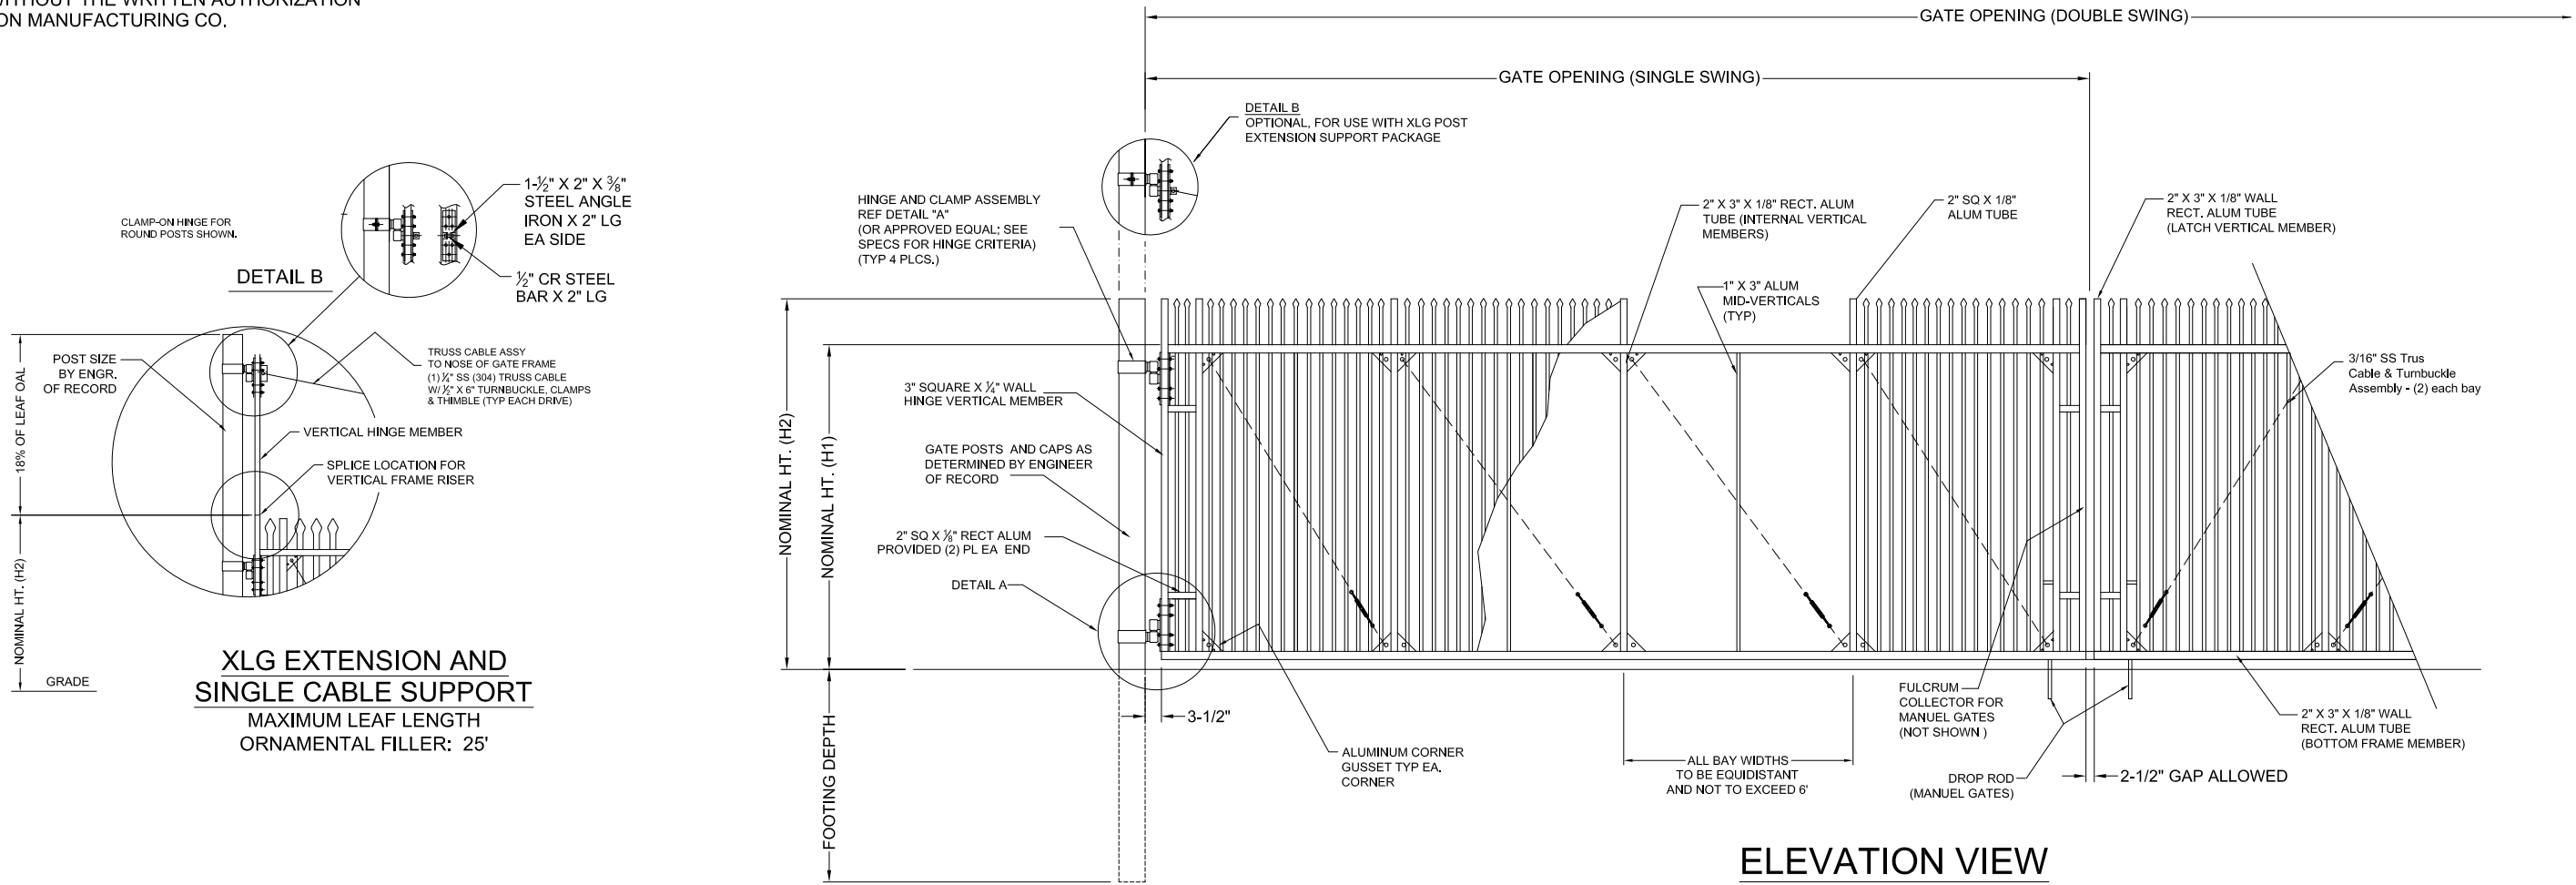 WITHOUT THE WRITTEN AUTHORIZATION
ON MANUFACTURING CO.
GATE OPENING (DOUBLE SWING)
GATE OPENING (SINGLE SWING)
DETAIL B
OPTIONAL, FOR USE WITH XLG POST
EXTENSION SUPPORT PACKAGE
1-½" X 2" X ⅜"
STEEL ANGLE
IRON X 2" LG
EA SIDE
½" CR STEEL
BAR X 2" LG
CLAMP-ON HINGE FOR
ROUND POSTS SHOWN.
DETAIL B
POST SIZE
BY ENGR.
OF RECORD
TRUSS CABLE ASSY
TO NOSE OF GATE FRAME
(1) ¼" SS (304) TRUSS CABLE
W/ ½" X 6" TURNBUCKLE, CLAMPS
& THIMBLE (TYP EACH DRIVE)
VERTICAL HINGE MEMBER
SPLICE LOCATION FOR
VERTICAL FRAME RISER
18% OF LEAF OAL
NOMINAL HT. (H2)
GRADE
XLG EXTENSION AND
SINGLE CABLE SUPPORT
MAXIMUM LEAF LENGTH
ORNAMENTAL FILLER: 25'
HINGE AND CLAMP ASSEMBLY
REF DETAIL "A"
(OR APPROVED EQUAL; SEE
SPECS FOR HINGE CRITERIA)
(TYP 4 PLCS.)
2" X 3" X 1/8" RECT. ALUM
TUBE (INTERNAL VERTICAL
MEMBERS)
2" SQ X 1/8"
ALUM TUBE
2" X 3" X 1/8" WALL
RECT. ALUM TUBE
(LATCH VERTICAL MEMBER)
1" X 3" ALUM
MID-VERTICALS
(TYP)
3/16" SS Trus
Cable & Turnbuckle
Assembly - (2) each bay
3" SQUARE X ¼" WALL
HINGE VERTICAL MEMBER
GATE POSTS AND CAPS AS
DETERMINED BY ENGINEER
OF RECORD
2" SQ X ⅛" RECT ALUM
PROVIDED (2) PL EA END
DETAIL A
NOMINAL HT. (H2)
NOMINAL HT. (H1)
FOOTING DEPTH
3-1/2"
ALUMINUM CORNER
GUSSET TYP EA.
CORNER
ALL BAY WIDTHS
TO BE EQUIDISTANT
AND NOT TO EXCEED 6'
FULCRUM
COLLECTOR FOR
MANUEL GATES
(NOT SHOWN )
DROP ROD
(MANUEL GATES)
2-1/2" GAP ALLOWED
2" X 3" X 1/8" WALL
RECT. ALUM TUBE
(BOTTOM FRAME MEMBER)
ELEVATION VIEW